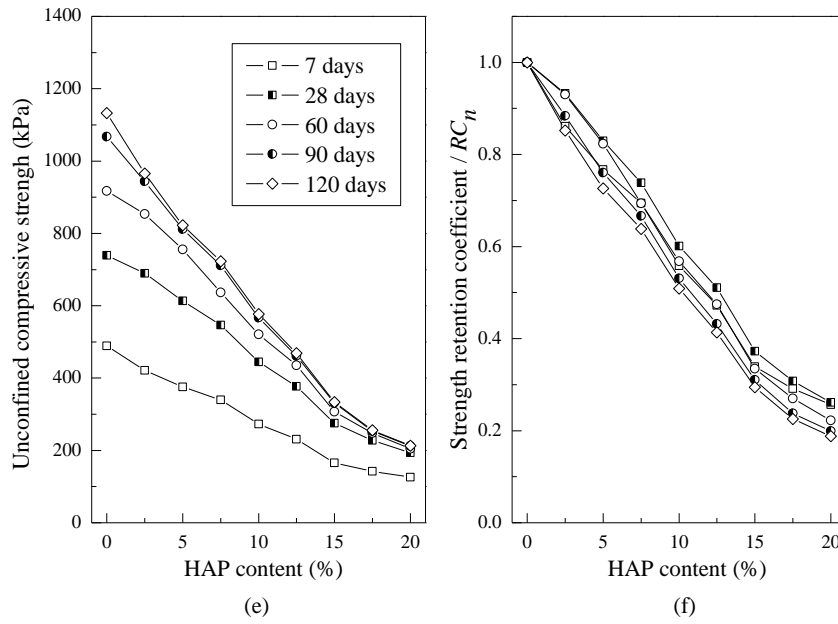 1400
1200
1000
800
600
400
200
0
Unconfined compressive strengh (kPa)
7 days
28 days
60 days
90 days
120 days
0 5 10 15 20
HAP content (%)
(e)
1.0
0.8
0.6
0.4
0.2
0.0
Strength retention coefficient / RCn
0 5 10 15 20
HAP content (%)
(f)